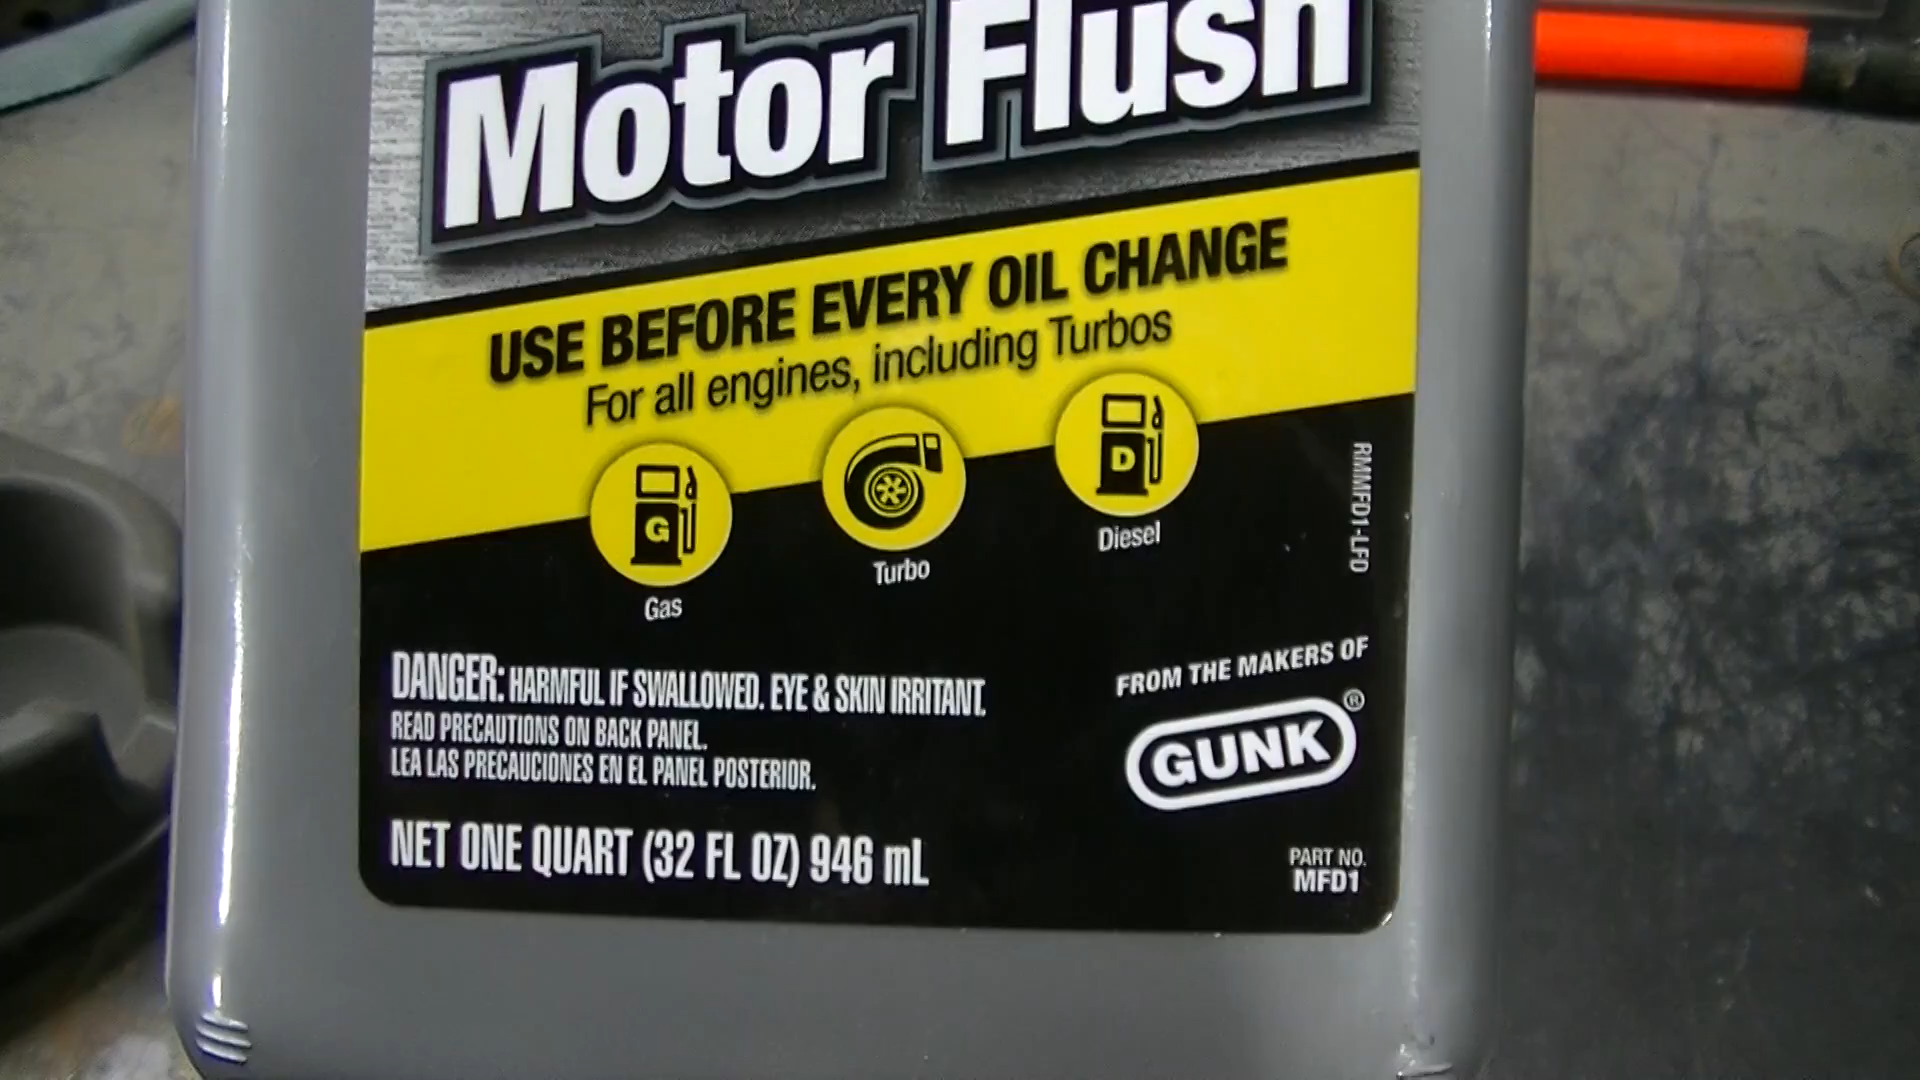 Motor Flush
USE BEFORE EVERY OIL CHANGE
For all engines, including Turbos
G
D
Gas
Turbo
Diesel
RMMFD1-LFD
DANGER: HARMFUL IF SWALLOWED. EYE & SKIN IRRITANT.
READ PRECAUTIONS ON BACK PANEL.
LEA LAS PRECAUCIONES EN EL PANEL POSTERIOR.
NET ONE QUART (32 FL OZ) 946 mL
FROM THE MAKERS OF
GUNK®
PART NO.
MFD1